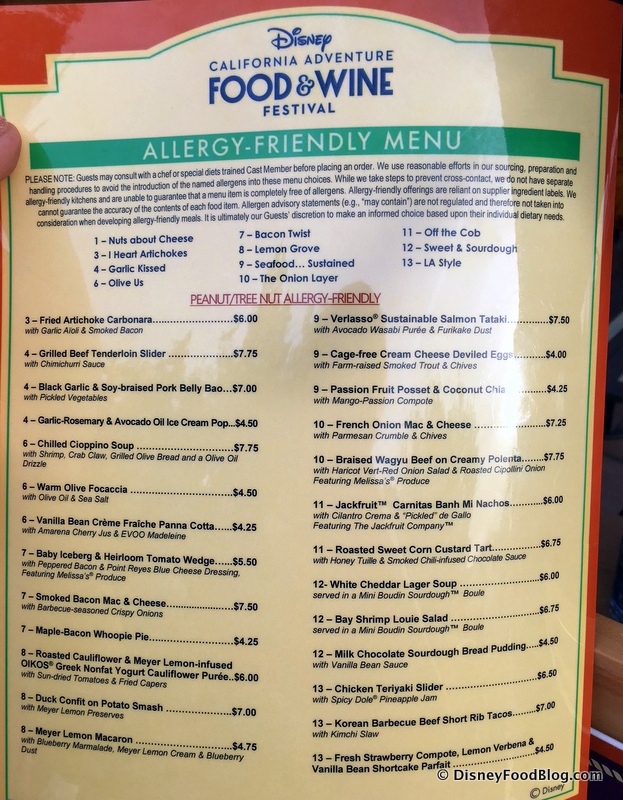 Disney
CALIFORNIA ADVENTURE
FOOD & WINE
FESTIVAL
ALLERGY-FRIENDLY MENU
PLEASE NOTE: Guests may consult with a chef or special diets trained Cast Member before placing an order. We use reasonable efforts in our sourcing, preparation and
handling procedures to avoid the introduction of the named allergens into these menu choices. While we take steps to prevent cross-contact, we do not have separate
allergy-friendly kitchens and are unable to guarantee that a menu item is completely free of allergens. Allergy-friendly offerings are reliant on supplier ingredient labels. We
cannot guarantee the accuracy of the contents of each food item. Allergen advisory statements (e.g., "may contain") are not regulated and therefore not taken into
consideration when developing allergy-friendly meals. It is ultimately our Guests' discretion to make an informed choice based upon their individual dietary needs.
1 – Nuts about Cheese
3 – I Heart Artichokes
4 – Garlic Kissed
6 – Olive Us
7 – Bacon Twist
8 – Lemon Grove
9 – Seafood… Sustained
10 – The Onion Layer
11 – Off the Cob
12 – Sweet & Sourdough
13 – LA Style
PEANUT/TREE NUT ALLERGY-FRIENDLY
3 – Fried Artichoke Carbonara..........................$6.00
with Garlic Aïoli & Smoked Bacon
4 – Grilled Beef Tenderloin Slider ......................$7.75
with Chimichurri Sauce
4 – Black Garlic & Soy-braised Pork Belly Bao...$7.00
with Pickled Vegetables
4 – Garlic-Rosemary & Avocado Oil Ice Cream Pop...$4.50
6 – Chilled Cioppino Soup ..............................$7.75
with Shrimp, Crab Claw, Grilled Olive Bread and a Olive Oil
Drizzle
6 – Warm Olive Focaccia ................................$4.50
with Olive Oil & Sea Salt
6 – Vanilla Bean Crème Fraîche Panna Cotta.....$4.25
with Amarena Cherry Jus & EVOO Madeleine
7 – Baby Iceberg & Heirloom Tomato Wedge.....$5.50
with Peppered Bacon & Point Reyes Blue Cheese Dressing,
Featuring Melissa's® Produce
7 – Smoked Bacon Mac & Cheese......................$7.50
with Barbecue-seasoned Crispy Onions
7 – Maple-Bacon Whoopie Pie..........................$4.25
8 – Roasted Cauliflower & Meyer Lemon-infused
OIKOS® Greek Nonfat Yogurt Cauliflower Purée..$6.00
with Sun-dried Tomatoes & Fried Capers
8 – Duck Confit on Potato Smash ......................$7.00
with Meyer Lemon Preserves
8 – Meyer Lemon Macaron ..............................$4.75
with Blueberry Marmalade, Meyer Lemon Cream & Blueberry
Dust
9 – Verlasso® Sustainable Salmon Tataki..........$7.50
with Avocado Wasabi Purée & Furikake Dust
9 – Cage-free Cream Cheese Deviled Eggs........$4.00
with Farm-raised Smoked Trout & Chives
9 – Passion Fruit Posset & Coconut Chia ..........$4.25
with Mango-Passion Compote
10 – French Onion Mac & Cheese ....................$7.25
with Parmesan Crumble & Chives
10 – Braised Wagyu Beef on Creamy Polenta......$7.75
with Haricot Vert-Red Onion Salad & Roasted Cipollini Onion
Featuring Melissa's® Produce
11 – Jackfruit™ Carnitas Banh Mi Nachos..........$6.00
with Cilantro Crema & "Pickled" de Gallo
Featuring The Jackfruit Company™
11 – Roasted Sweet Corn Custard Tart..............$6.75
with Honey Tuille & Smoked Chili-infused Chocolate Sauce
12- White Cheddar Lager Soup ......................$6.00
served in a Mini Boudin Sourdough™ Boule
12 – Bay Shrimp Louie Salad ..........................$6.75
served in a Mini Boudin Sourdough™ Boule
12 – Milk Chocolate Sourdough Bread Pudding....$4.50
with Vanilla Bean Sauce
13 – Chicken Teriyaki Slider ............................$6.50
with Spicy Dole® Pineapple Jam
13 – Korean Barbecue Beef Short Rib Tacos......$7.00
with Kimchi Slaw
13 – Fresh Strawberry Compote, Lemon Verbena &
Vanilla Bean Shortcake Parfait ....................$4.50
© DisneyFoodBlog.com
© Disney